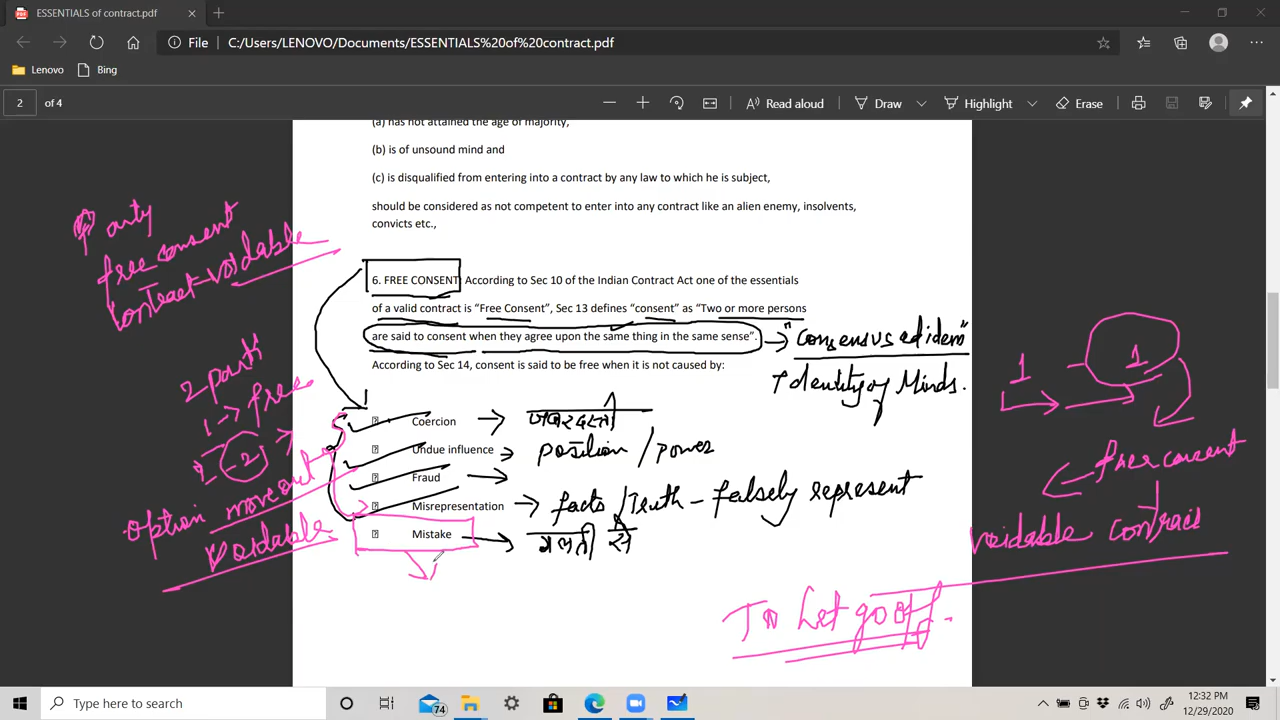 ESSENTIALS of contract.pdf
File C:/Users/LENOVO/Documents/ESSENTIALS%20of%20contract.pdf
Lenovo Bing
2 of 4 Read aloud Draw Highlight Erase
(a) has not attained the age of majority,
(b) is of unsound mind and
(c) is disqualified from entering into a contract by any law to which he is subject,
should be considered as not competent to enter into any contract like an alien enemy, insolvents,
convicts etc.,
party
free consent
contract-voidable
6. FREE CONSENT According to Sec 10 of the Indian Contract Act one of the essentials
of a valid contract is “Free Consent”, Sec 13 defines “consent” as “Two or more persons
are said to consent when they agree upon the same thing in the same sense”.
"Consensus ad idem"
Identity of Minds.
According to Sec 14, consent is said to be free when it is not caused by:
2 parti
1 -> free
2
option move out
voidable
Coercion जबरदस्ती
Undue influence position / power
Fraud
Misrepresentation facts / Truth - falsely represent
Mistake गलती से
1 1
free consent
voidable contract
To Let go off.
Type here to search
74
12:32 PM
12/29/2020